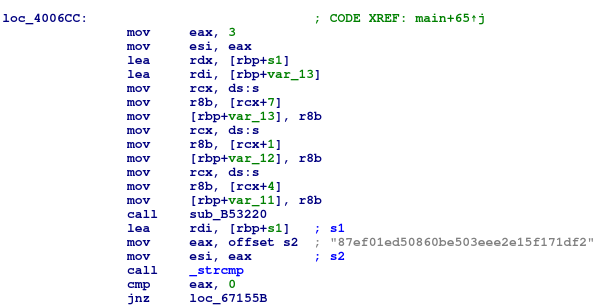 loc_4006CC: ; CODE XREF: main+65↑j
mov eax, 3
mov esi, eax
lea rdx, [rbp+s1]
lea rdi, [rbp+var_13]
mov rcx, ds:s
mov r8b, [rcx+7]
mov [rbp+var_13], r8b
mov rcx, ds:s
mov r8b, [rcx+1]
mov [rbp+var_12], r8b
mov rcx, ds:s
mov r8b, [rcx+4]
mov [rbp+var_11], r8b
call sub_B53220
lea rdi, [rbp+s1] ; s1
mov eax, offset s2 ; "87ef01ed50860be503eee2e15f171df2"
mov esi, eax ; s2
call _strcmp
cmp eax, 0
jnz loc_67155B